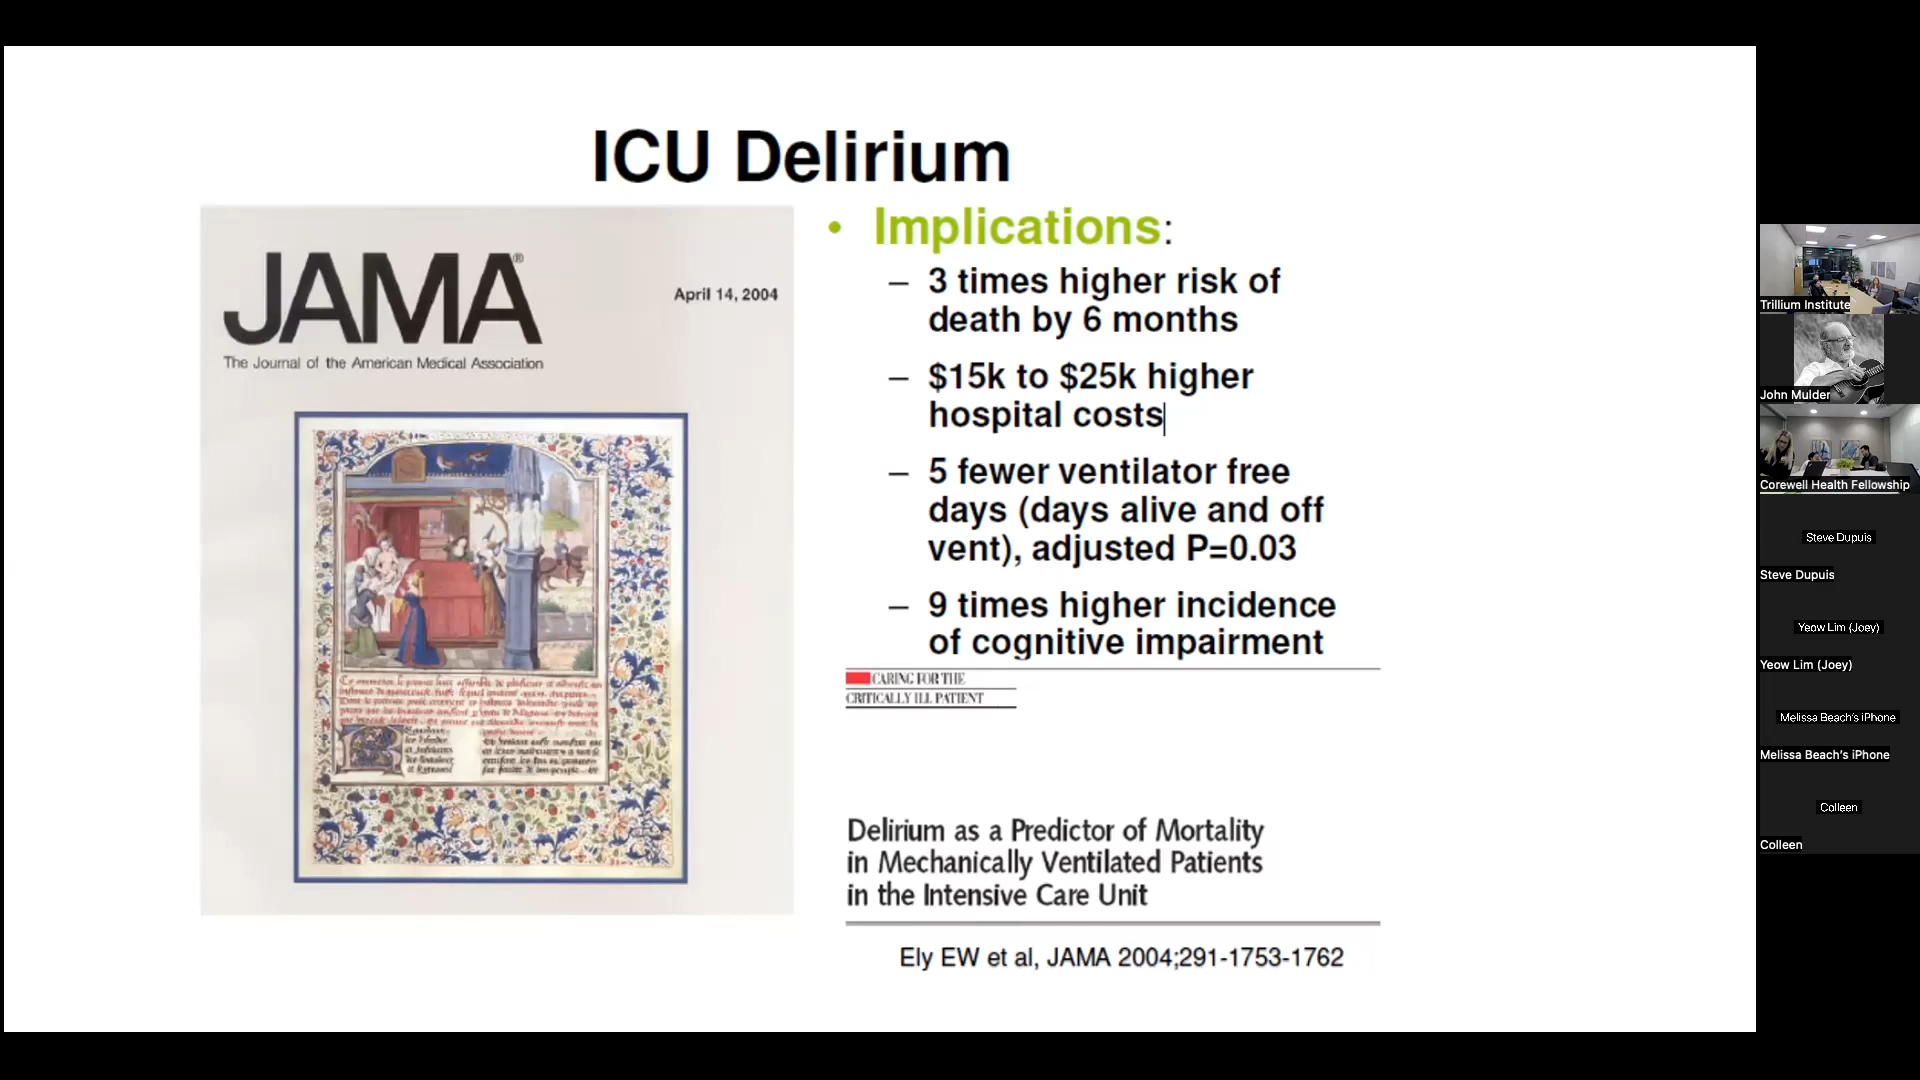 ICU Delirium
JAMA®
April 14, 2004
The Journal of the American Medical Association
• Implications:
– 3 times higher risk of
death by 6 months
– $15k to $25k higher
hospital costs
– 5 fewer ventilator free
days (days alive and off
vent), adjusted P=0.03
– 9 times higher incidence
of cognitive impairment
CARING FOR THE
CRITICALLY ILL PATIENT
Delirium as a Predictor of Mortality
in Mechanically Ventilated Patients
in the Intensive Care Unit
Ely EW et al, JAMA 2004;291-1753-1762
Trillium Institute
John Mulder
Corewell Health Fellowship
Steve Dupuis
Steve Dupuis
Yeow Lim (Joey)
Yeow Lim (Joey)
Melissa Beach's iPhone
Melissa Beach's iPhone
Colleen
Colleen